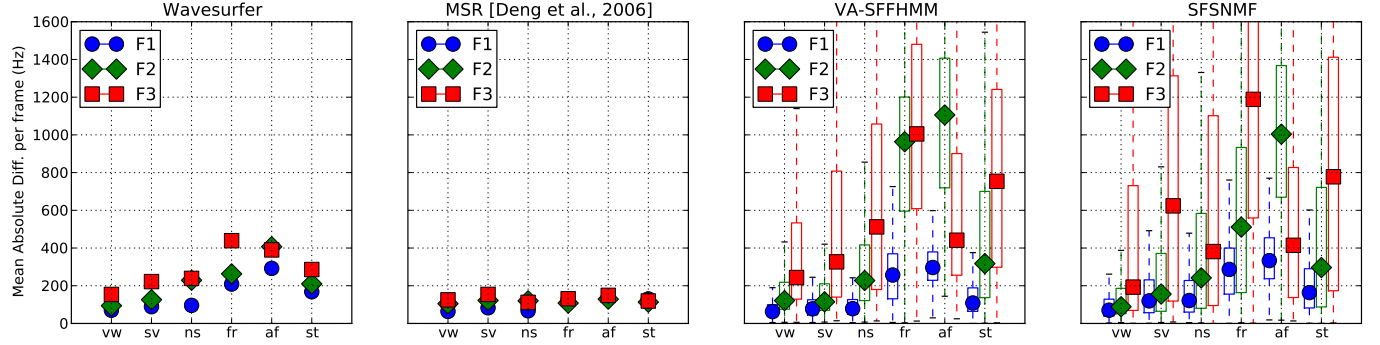 Wavesurfer
MSR [Deng et al., 2006]
VA-SFFHMM
SFSNMF
Mean Absolute Diff. per frame (Hz)
1600
1400
1200
1000
800
600
400
200
0
F1
F2
F3
F1
F2
F3
F1
F2
F3
F1
F2
F3
vw sv ns fr af st
vw sv ns fr af st
vw sv ns fr af st
vw sv ns fr af st